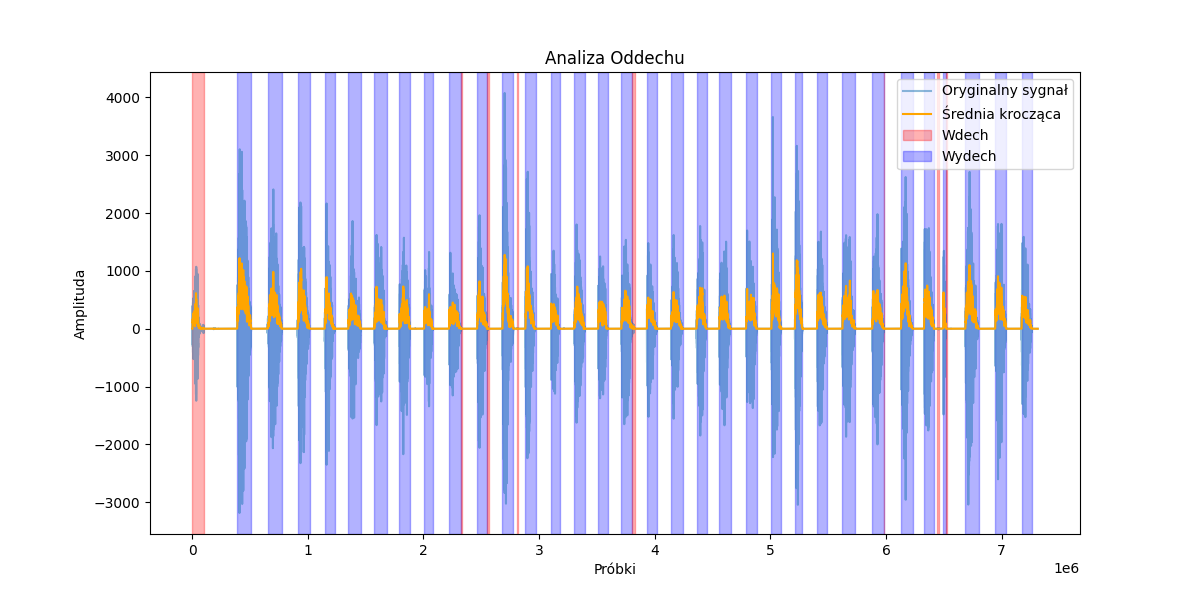 Analiza Oddechu
Amplituda
4000
3000
2000
1000
0
−1000
−2000
−3000
Oryginalny sygnał
Średnia krocząca
Wdech
Wydech
0 1 2 3 4 5 6 7
1e6
Próbki